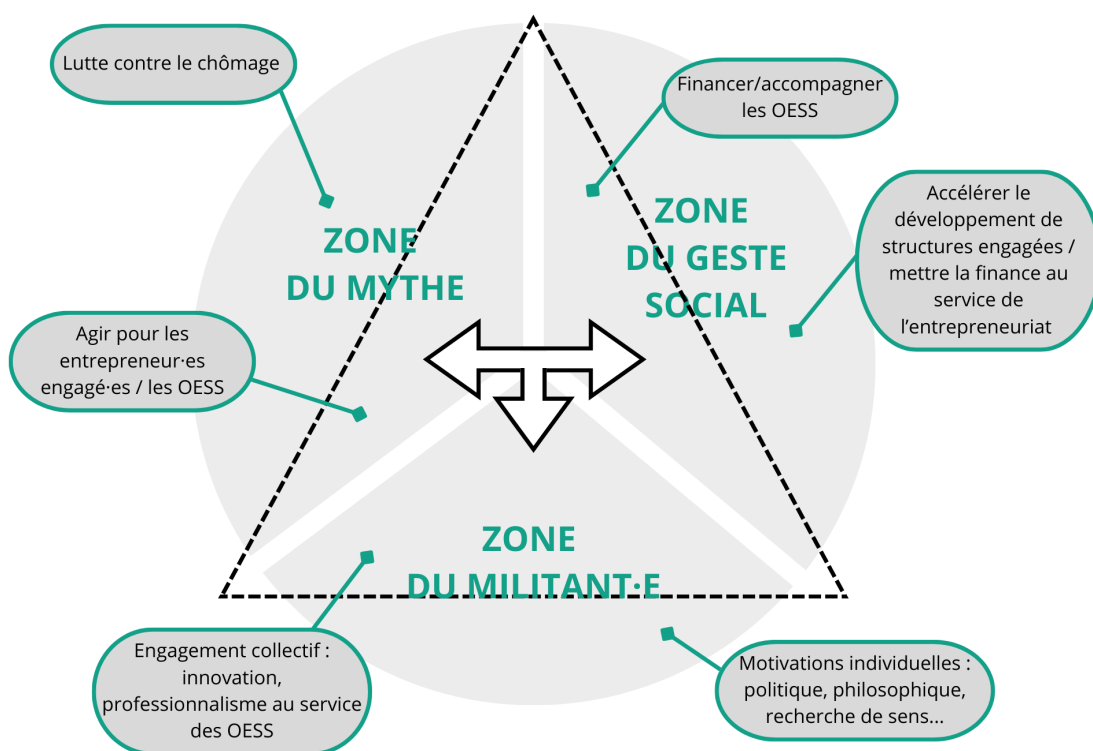 Lutte contre le chômage
Financer/accompagner
les OESS
Accélérer le
développement de
structures engagées /
mettre la finance au
service de
l’entrepreneuriat
ZONE
DU MYTHE
ZONE
DU GESTE
SOCIAL
Agir pour les
entrepreneur·es
engagé·es / les OESS
ZONE
DU MILITANT·E
Engagement collectif :
innovation,
professionnalisme au service
des OESS
Motivations individuelles :
politique, philosophique,
recherche de sens...